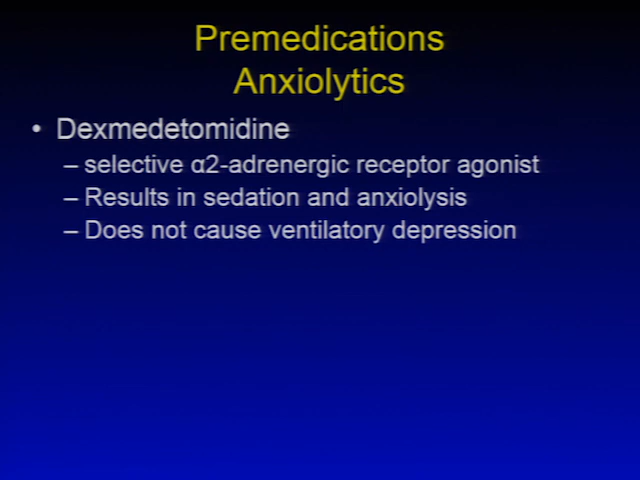 Premedications
Anxiolytics
• Dexmedetomidine
– selective α2-adrenergic receptor agonist
– Results in sedation and anxiolysis
– Does not cause ventilatory depression